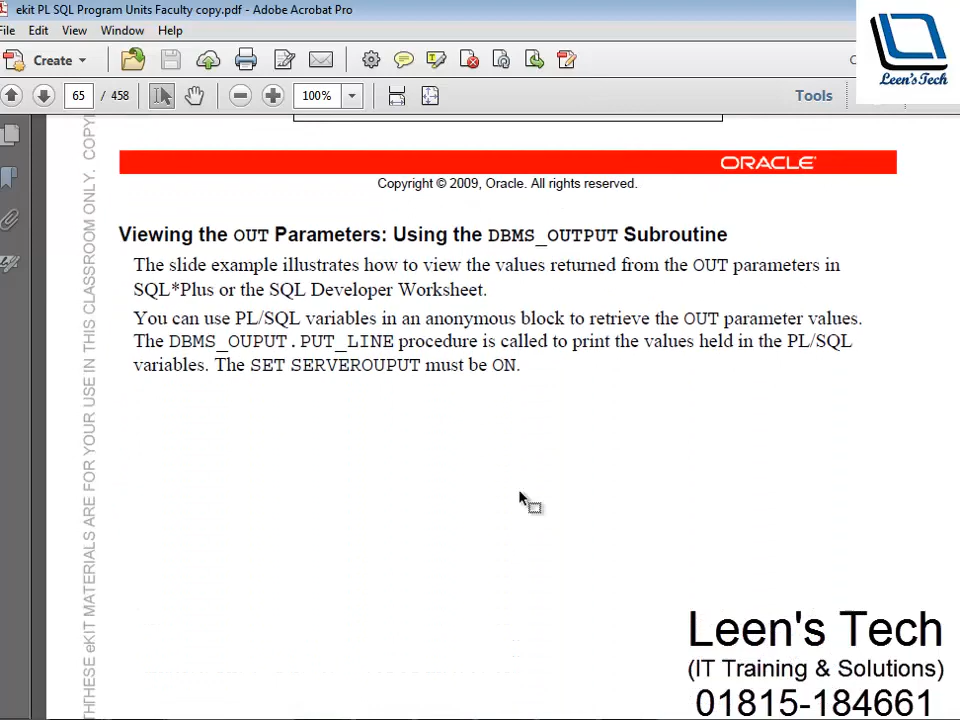 ekit PL SQL Program Units Faculty copy.pdf - Adobe Acrobat Pro
File Edit View Window Help
Create
65 / 458 100% Tools
Leen'sTech
ORACLE
Copyright © 2009, Oracle. All rights reserved.
Viewing the OUT Parameters: Using the DBMS_OUTPUT Subroutine
The slide example illustrates how to view the values returned from the OUT parameters in
SQL*Plus or the SQL Developer Worksheet.
You can use PL/SQL variables in an anonymous block to retrieve the OUT parameter values.
The DBMS_OUPUT.PUT_LINE procedure is called to print the values held in the PL/SQL
variables. The SET SERVEROUPUT must be ON.
THESE eKIT MATERIALS ARE FOR YOUR USE IN THIS CLASSROOM ONLY.
Leen's Tech
(IT Training & Solutions)
01815-184661